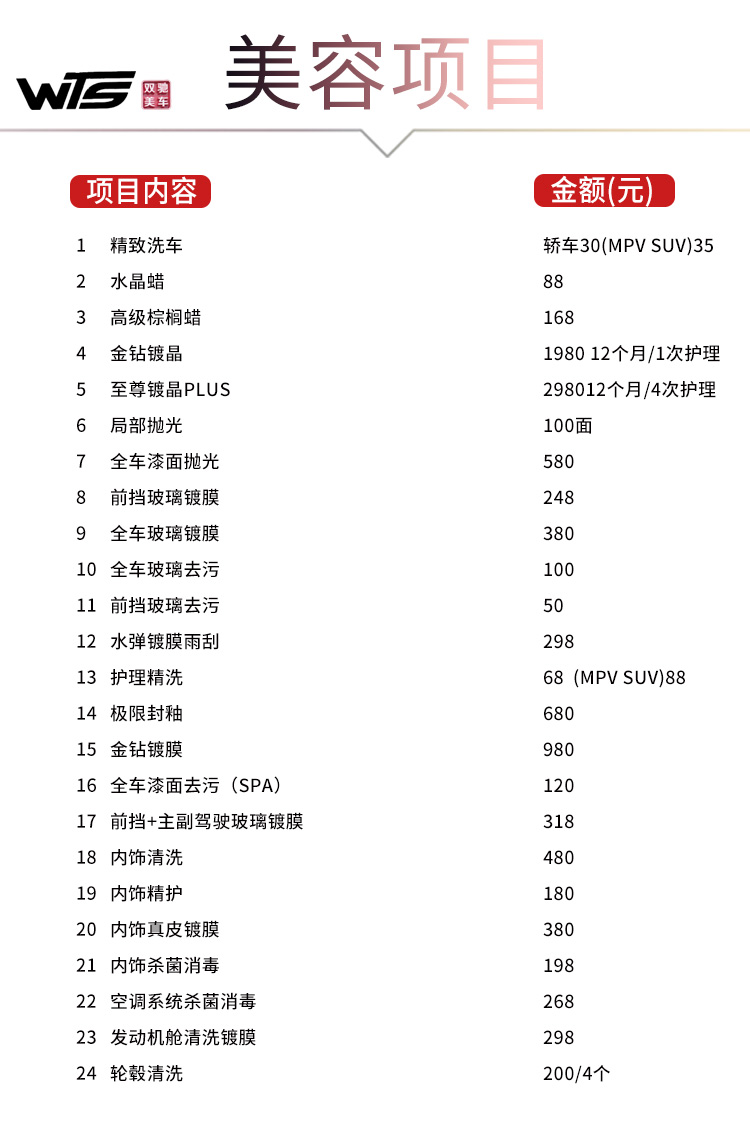 美容项目
WTS 双驰
美车
项目内容 金额(元)
1 精致洗车 轿车30(MPV SUV)35
2 水晶蜡 88
3 高级棕榈蜡 168
4 金钻镀晶 1980 12个月/1次护理
5 至尊镀晶PLUS 298012个月/4次护理
6 局部抛光 100面
7 全车漆面抛光 580
8 前挡玻璃镀膜 248
9 全车玻璃镀膜 380
10 全车玻璃去污 100
11 前挡玻璃去污 50
12 水弹镀膜雨刮 298
13 护理精洗 68 (MPV SUV)88
14 极限封釉 680
15 金钻镀膜 980
16 全车漆面去污（SPA） 120
17 前挡+主副驾驶玻璃镀膜 318
18 内饰清洗 480
19 内饰精护 180
20 内饰真皮镀膜 380
21 内饰杀菌消毒 198
22 空调系统杀菌消毒 268
23 发动机舱清洗镀膜 298
24 轮毂清洗 200/4个